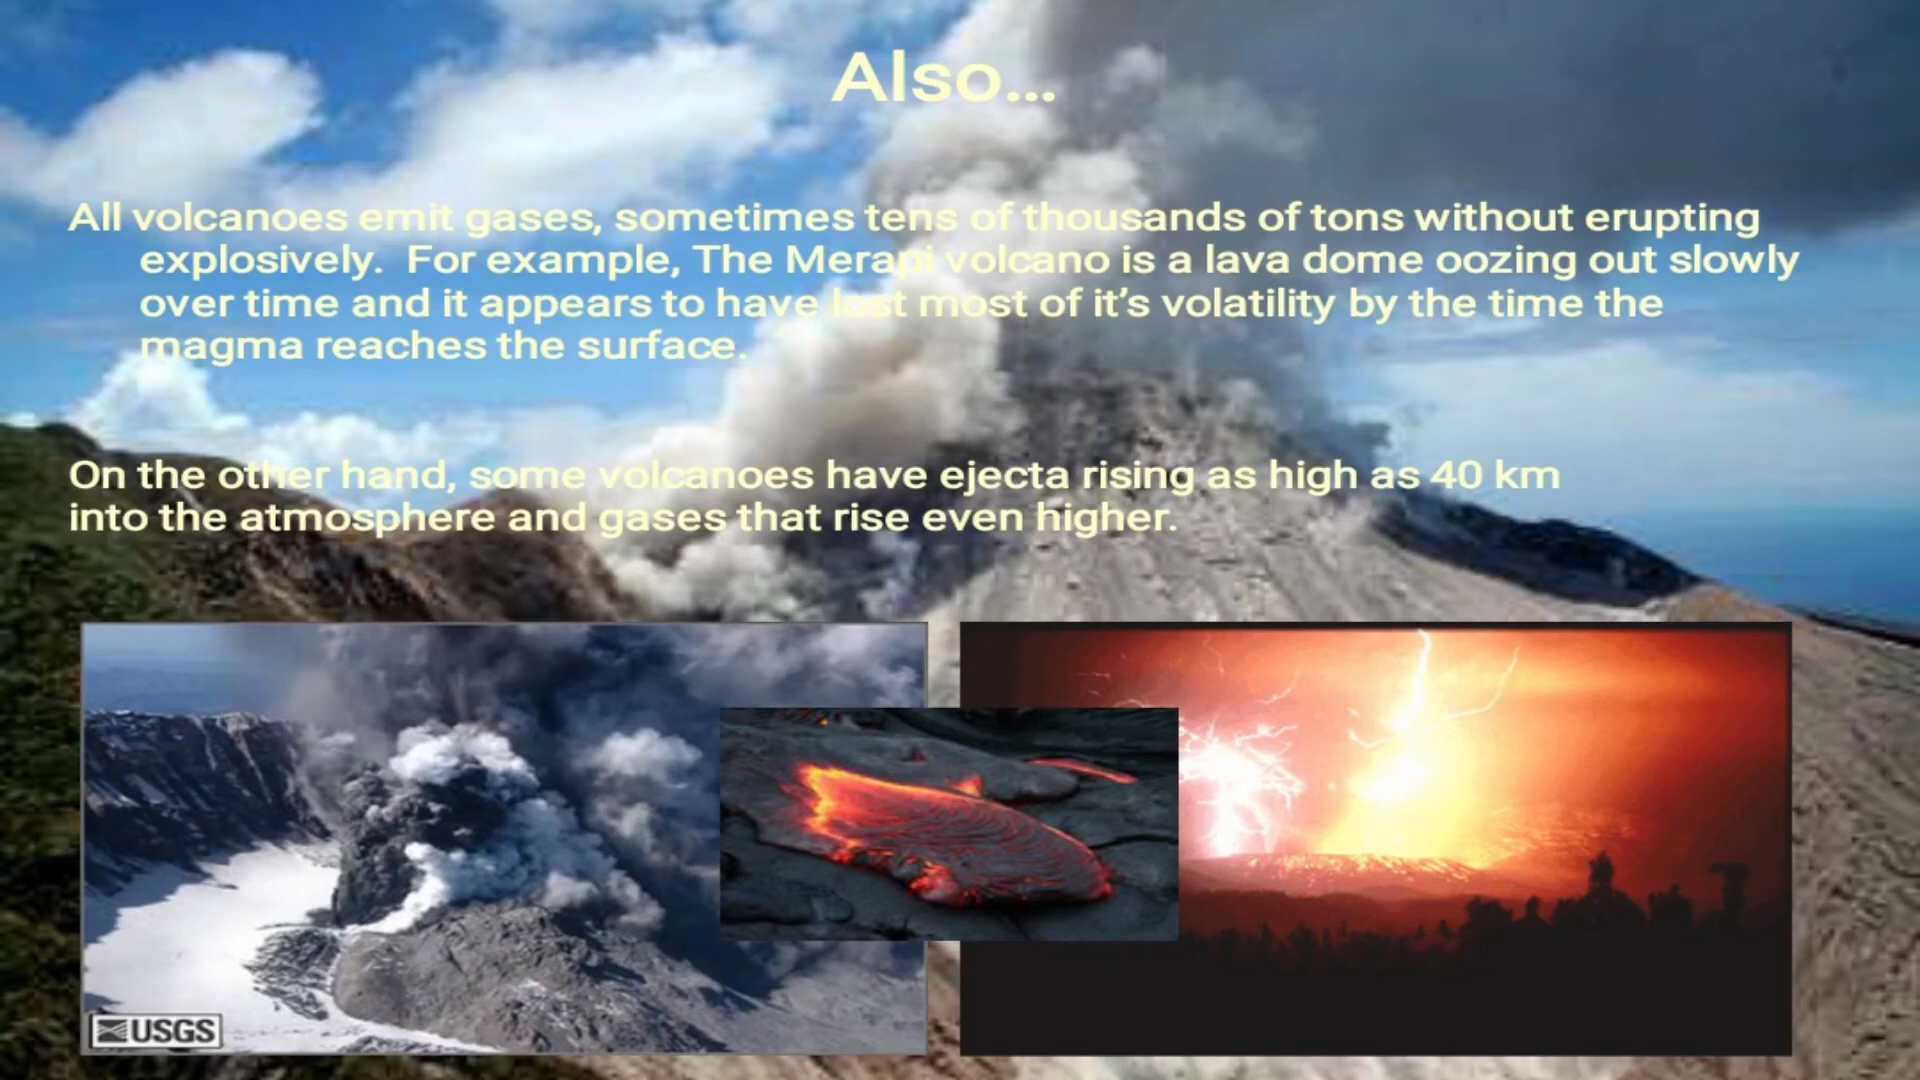 Also...
All volcanoes emit gases, sometimes tens of thousands of tons without erupting
explosively.  For example, The Merapi volcano is a lava dome oozing out slowly
over time and it appears to have lost most of it’s volatility by the time the
magma reaches the surface.
On the other hand, some volcanoes have ejecta rising as high as 40 km
into the atmosphere and gases that rise even higher.
USGS